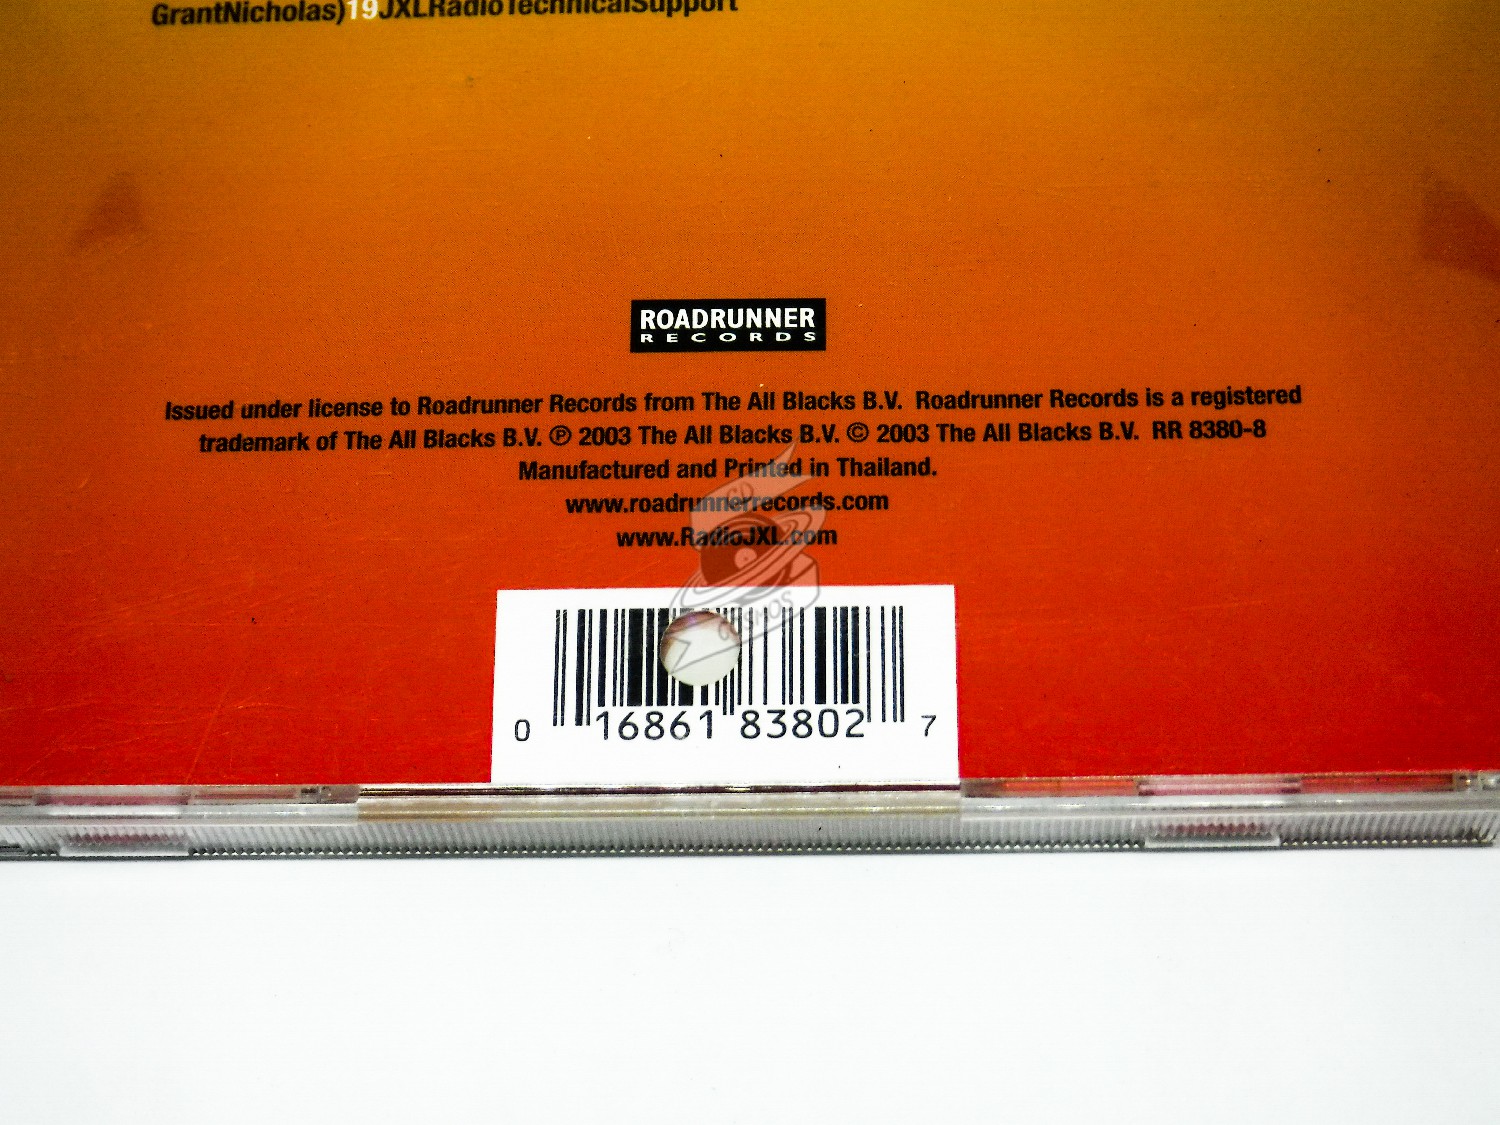 GrantNicholas)19JXLRadioTechnicalSupport
ROADRUNNER
RECORDS
Issued under license to Roadrunner Records from The All Blacks B.V. Roadrunner Records is a registered
trademark of The All Blacks B.V. ℗ 2003 The All Blacks B.V. © 2003 The All Blacks B.V. RR 8380-8
Manufactured and Printed in Thailand.
www.roadrunnerrecords.com
www.RadioJXL.com
CD
COSMOS
0 16861 83802 7